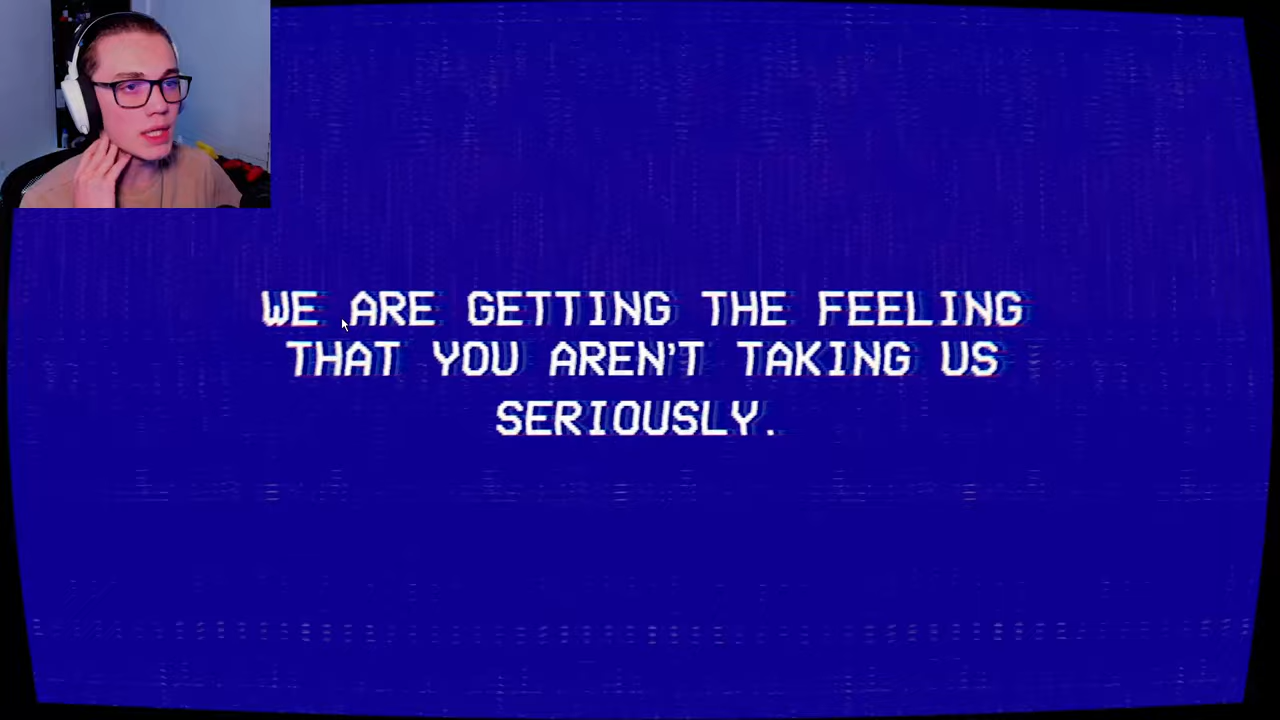 WE ARE GETTING THE FEELING
THAT YOU AREN'T TAKING US
SERIOUSLY.